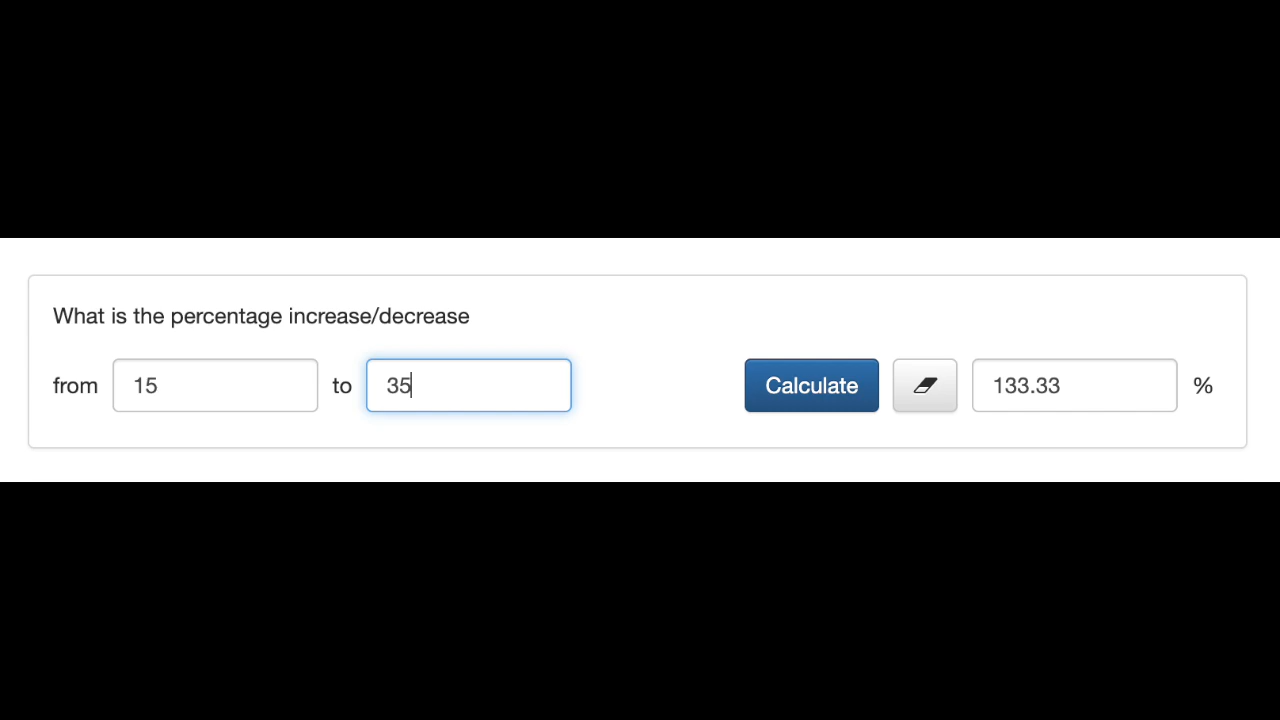 What is the percentage increase/decrease
from 15 to 35 Calculate 133.33 %